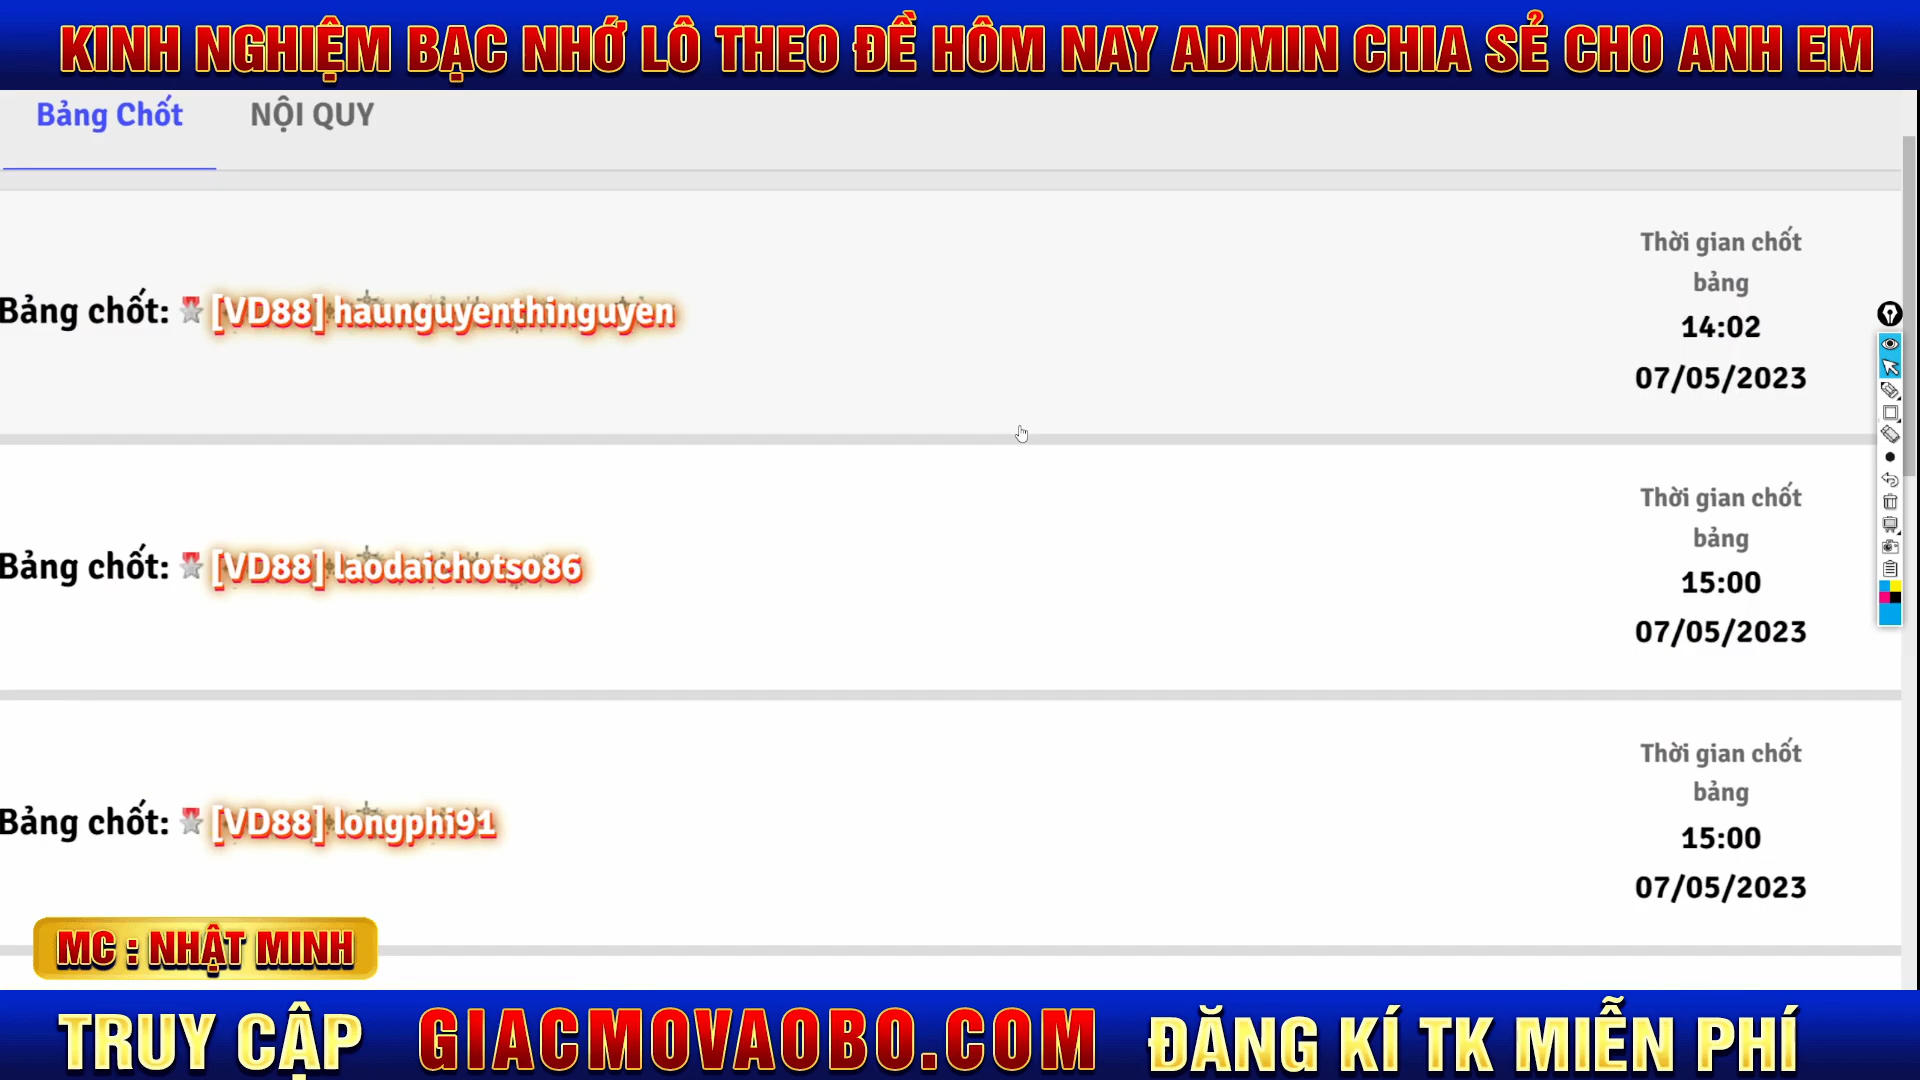 KINH NGHIỆM BẠC NHỚ LÔ THEO ĐỀ HÔM NAY ADMIN CHIA SẺ CHO ANH EM
Bảng Chốt NỘI QUY
Thời gian chốt
bảng
Bảng chốt: [VD88] haunguyenthinguyen
14:02
07/05/2023
Thời gian chốt
bảng
Bảng chốt: [VD88] laodaichotso86
15:00
07/05/2023
Thời gian chốt
bảng
Bảng chốt: [VD88] longphi91
15:00
07/05/2023
MC : NHẬT MINH
TRUY CẬP GIACMOVAOBO.COM ĐĂNG KÍ TK MIỄN PHÍ